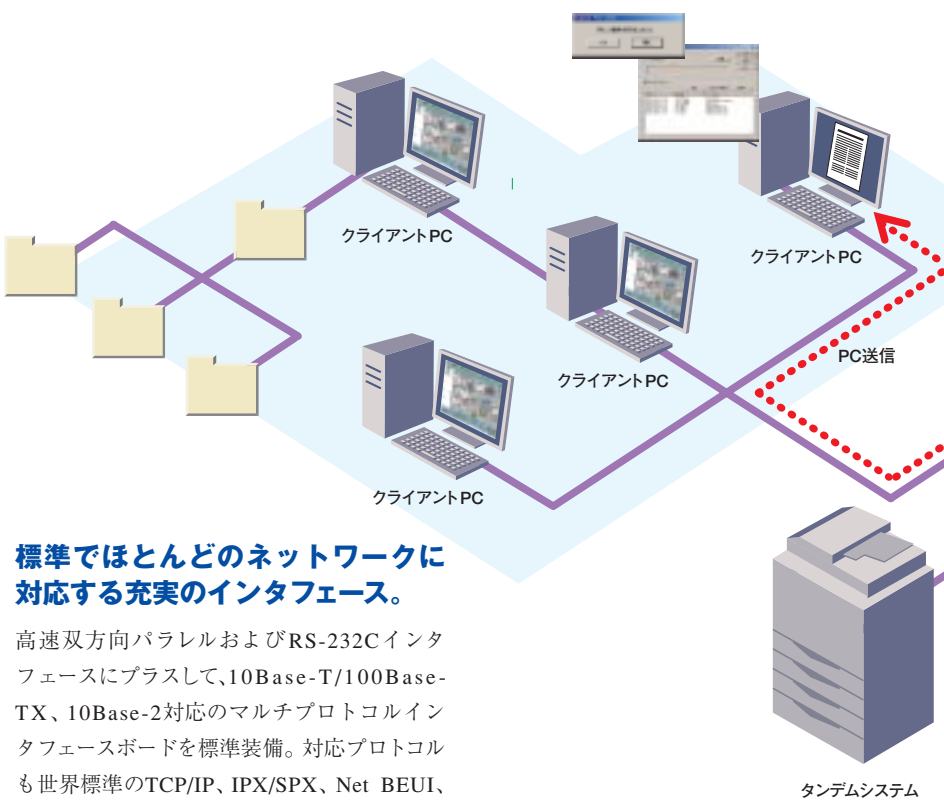 クライアントPC
クライアントPC
クライアントPC
PC送信
クライアントPC
標準でほとんどのネットワークに
対応する充実のインタフェース。
高速双方向パラレルおよびRS-232Cインタ
フェースにプラスして、10Base-T/100Base-
TX、10Base-2対応のマルチプロトコルイン
タフェースボードを標準装備。対応プロトコル
も世界標準のTCP/IP、IPX/SPX、Net BEUI、
タンデムシステム